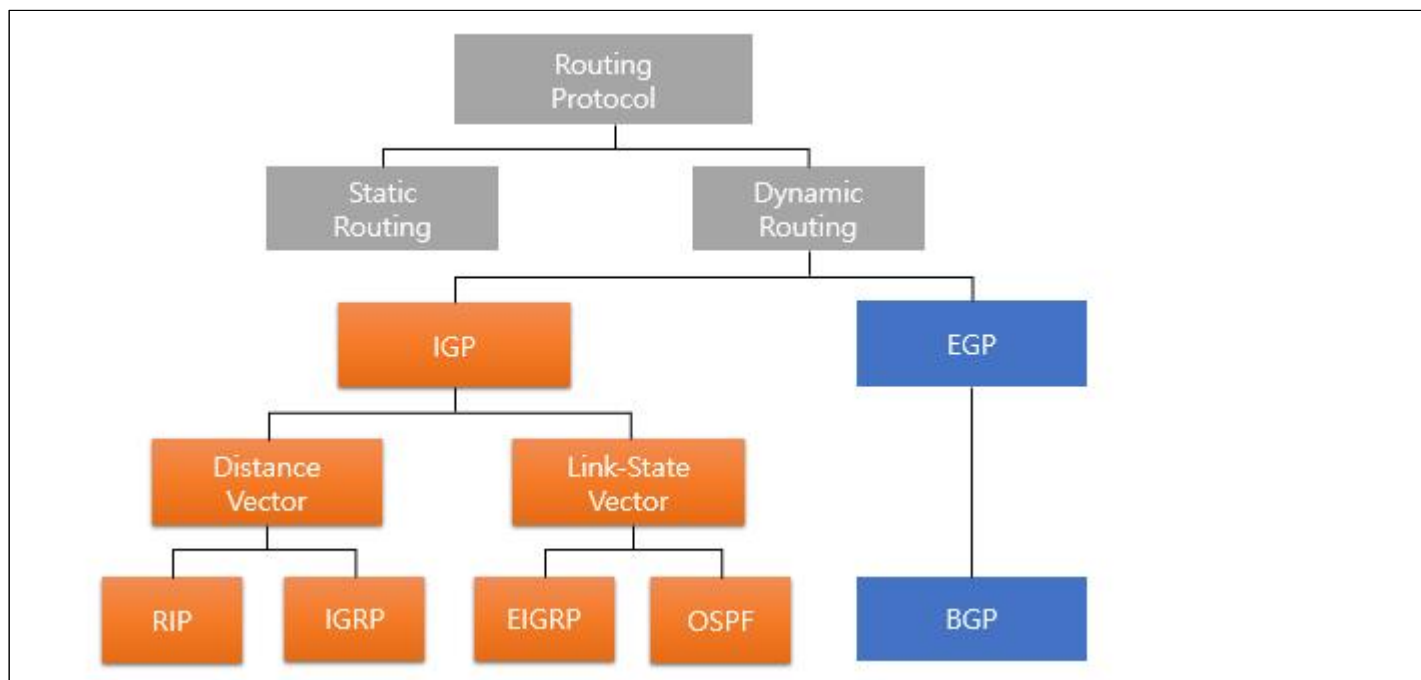 Routing
Protocol
Static
Routing
Dynamic
Routing
IGP
EGP
Distance
Vector
Link-State
Vector
RIP
IGRP
EIGRP
OSPF
BGP